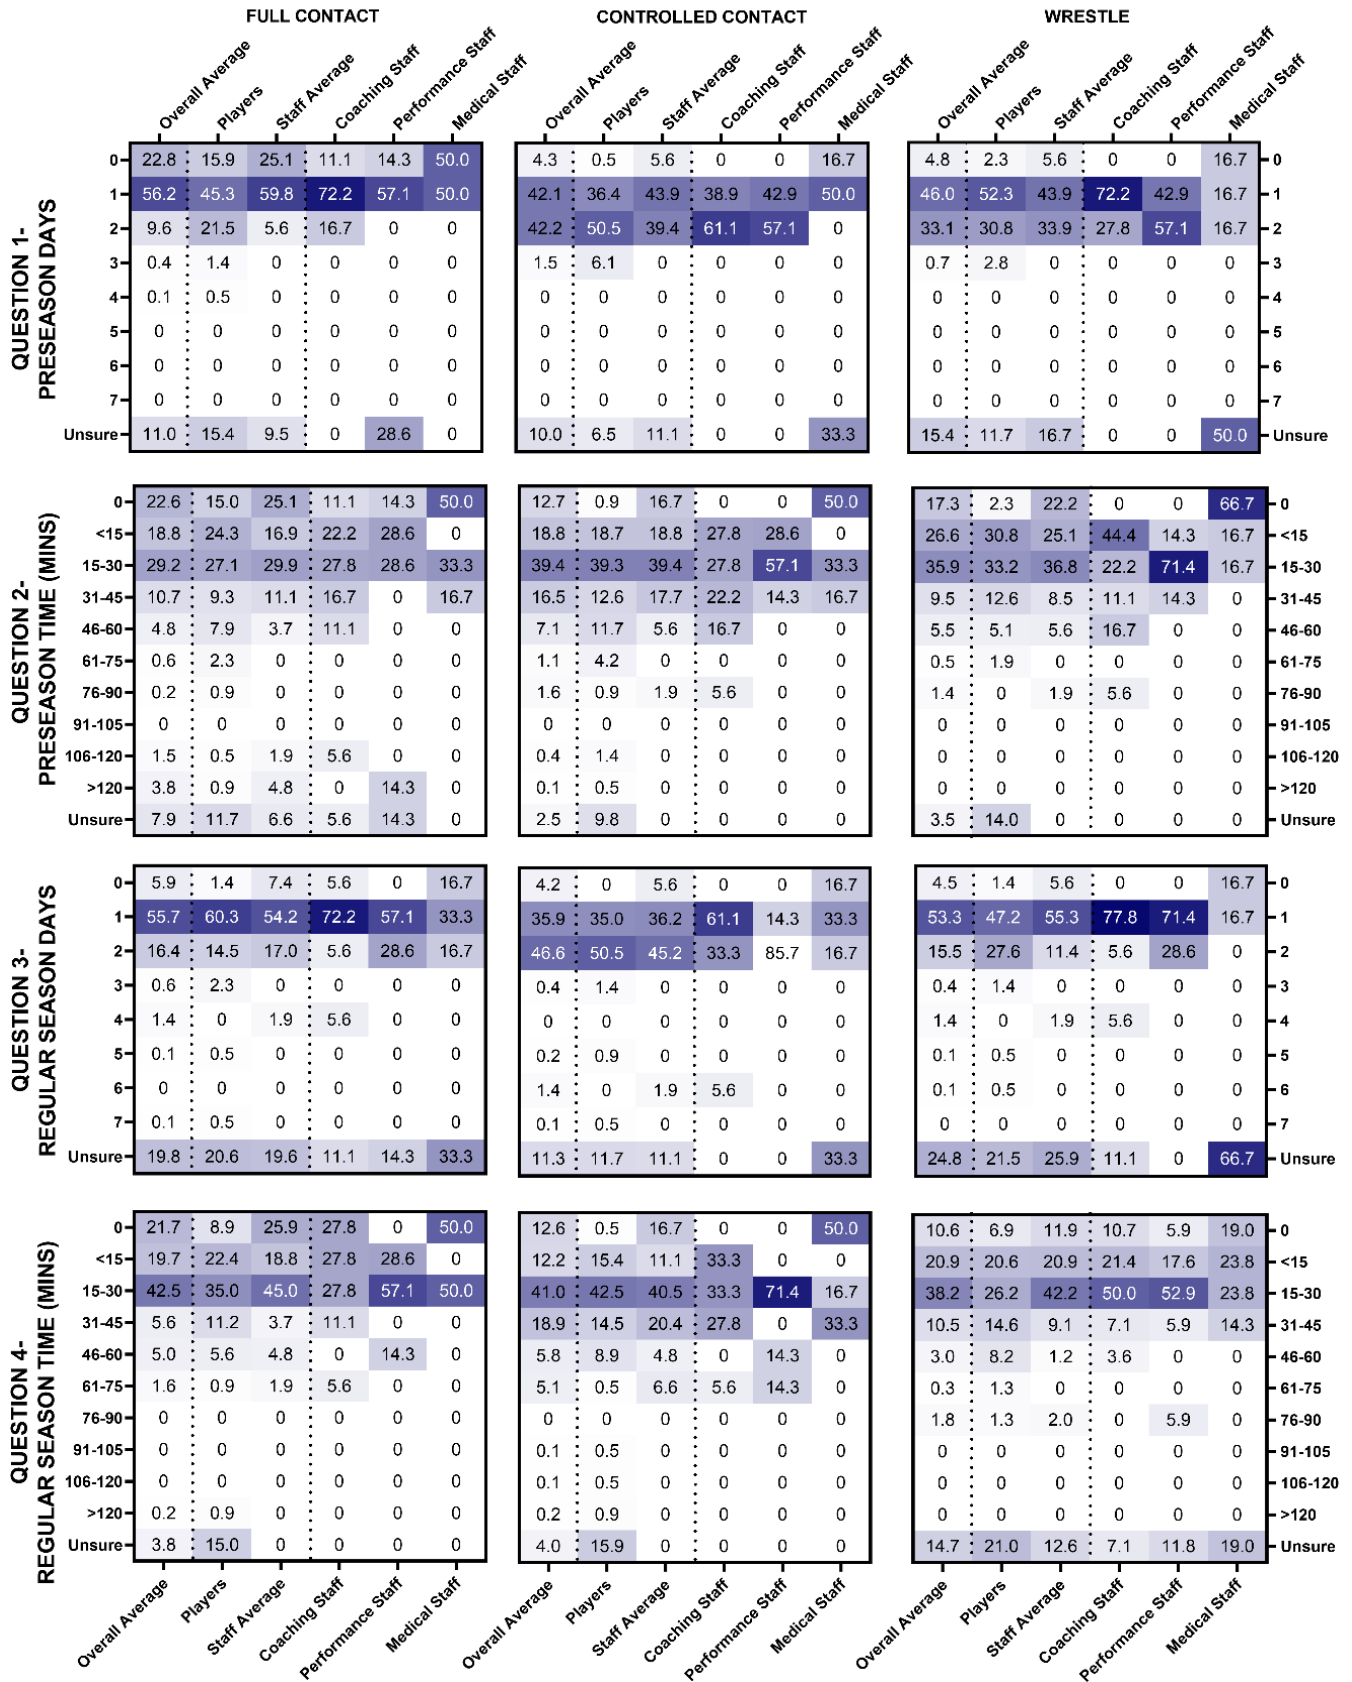 FULL CONTACT CONTROLLED CONTACT WRESTLE
Overall Average Players Staff Average Coaching Staff Performance Staff Medical Staff Overall Average Players Staff Average Coaching Staff Performance Staff Medical Staff Overall Average Players Staff Average Coaching Staff Performance Staff Medical Staff
QUESTION 1-
PRESEASON DAYS
0 22.8 15.9 25.1 11.1 14.3 50.0 4.3 0.5 5.6 0 0 16.7 4.8 2.3 5.6 0 0 16.7 0
1 56.2 45.3 59.8 72.2 57.1 50.0 42.1 36.4 43.9 38.9 42.9 50.0 46.0 52.3 43.9 72.2 42.9 16.7 1
2 9.6 21.5 5.6 16.7 0 0 42.2 50.5 39.4 61.1 57.1 0 33.1 30.8 33.9 27.8 57.1 16.7 2
3 0.4 1.4 0 0 0 0 1.5 6.1 0 0 0 0 0.7 2.8 0 0 0 0 3
4 0.1 0.5 0 0 0 0 0 0 0 0 0 0 0 0 0 0 0 0 4
5 0 0 0 0 0 0 0 0 0 0 0 0 0 0 0 0 0 0 5
6 0 0 0 0 0 0 0 0 0 0 0 0 0 0 0 0 0 0 6
7 0 0 0 0 0 0 0 0 0 0 0 0 0 0 0 0 0 0 7
Unsure 11.0 15.4 9.5 0 28.6 0 10.0 6.5 11.1 0 0 33.3 15.4 11.7 16.7 0 0 50.0 Unsure
QUESTION 2-
PRESEASON TIME (MINS)
0 22.6 15.0 25.1 11.1 14.3 50.0 12.7 0.9 16.7 0 0 50.0 17.3 2.3 22.2 0 0 66.7 0
<15 18.8 24.3 16.9 22.2 28.6 0 18.8 18.7 18.8 27.8 28.6 0 26.6 30.8 25.1 44.4 14.3 16.7 <15
15-30 29.2 27.1 29.9 27.8 28.6 33.3 39.4 39.3 39.4 27.8 57.1 33.3 35.9 33.2 36.8 22.2 71.4 16.7 15-30
31-45 10.7 9.3 11.1 16.7 0 16.7 16.5 12.6 17.7 22.2 14.3 16.7 9.5 12.6 8.5 11.1 14.3 0 31-45
46-60 4.8 7.9 3.7 11.1 0 0 7.1 11.7 5.6 16.7 0 0 5.5 5.1 5.6 16.7 0 0 46-60
61-75 0.6 2.3 0 0 0 0 1.1 4.2 0 0 0 0 0.5 1.9 0 0 0 0 61-75
76-90 0.2 0.9 0 0 0 0 1.6 0.9 1.9 5.6 0 0 1.4 0 1.9 5.6 0 0 76-90
91-105 0 0 0 0 0 0 0 0 0 0 0 0 0 0 0 0 0 0 91-105
106-120 1.5 0.5 1.9 5.6 0 0 0.4 1.4 0 0 0 0 0 0 0 0 0 0 106-120
>120 3.8 0.9 4.8 0 14.3 0 0.1 0.5 0 0 0 0 0 0 0 0 0 0 >120
Unsure 7.9 11.7 6.6 5.6 14.3 0 2.5 9.8 0 0 0 0 3.5 14.0 0 0 0 0 Unsure
QUESTION 3-
REGULAR SEASON DAYS
0 5.9 1.4 7.4 5.6 0 16.7 4.2 0 5.6 0 0 16.7 4.5 1.4 5.6 0 0 16.7 0
1 55.7 60.3 54.2 72.2 57.1 33.3 35.9 35.0 36.2 61.1 14.3 33.3 53.3 47.2 55.3 77.8 71.4 16.7 1
2 16.4 14.5 17.0 5.6 28.6 16.7 46.6 50.5 45.2 33.3 85.7 16.7 15.5 27.6 11.4 5.6 28.6 0 2
3 0.6 2.3 0 0 0 0 0.4 1.4 0 0 0 0 0.4 1.4 0 0 0 0 3
4 1.4 0 1.9 5.6 0 0 0 0 0 0 0 0 1.4 0 1.9 5.6 0 0 4
5 0.1 0.5 0 0 0 0 0.2 0.9 0 0 0 0 0.1 0.5 0 0 0 0 5
6 0 0 0 0 0 0 1.4 0 1.9 5.6 0 0 0.1 0.5 0 0 0 0 6
7 0.1 0.5 0 0 0 0 0.1 0.5 0 0 0 0 0 0 0 0 0 0 7
Unsure 19.8 20.6 19.6 11.1 14.3 33.3 11.3 11.7 11.1 0 0 33.3 24.8 21.5 25.9 11.1 0 66.7 Unsure
QUESTION 4-
REGULAR SEASON TIME (MINS)
0 21.7 8.9 25.9 27.8 0 50.0 12.6 0.5 16.7 0 0 50.0 10.6 6.9 11.9 10.7 5.9 19.0 0
<15 19.7 22.4 18.8 27.8 28.6 0 12.2 15.4 11.1 33.3 0 0 20.9 20.6 20.9 21.4 17.6 23.8 <15
15-30 42.5 35.0 45.0 27.8 57.1 50.0 41.0 42.5 40.5 33.3 71.4 16.7 38.2 26.2 42.2 50.0 52.9 23.8 15-30
31-45 5.6 11.2 3.7 11.1 0 0 18.9 14.5 20.4 27.8 0 33.3 10.5 14.6 9.1 7.1 5.9 14.3 31-45
46-60 5.0 5.6 4.8 0 14.3 0 5.8 8.9 4.8 0 14.3 0 3.0 8.2 1.2 3.6 0 0 46-60
61-75 1.6 0.9 1.9 5.6 0 0 5.1 0.5 6.6 5.6 14.3 0 0.3 1.3 0 0 0 0 61-75
76-90 0 0 0 0 0 0 0 0 0 0 0 0 1.8 1.3 2.0 0 5.9 0 76-90
91-105 0 0 0 0 0 0 0.1 0.5 0 0 0 0 0 0 0 0 0 0 91-105
106-120 0 0 0 0 0 0 0.1 0.5 0 0 0 0 0 0 0 0 0 0 106-120
>120 0.2 0.9 0 0 0 0 0.2 0.9 0 0 0 0 0 0 0 0 0 0 >120
Unsure 3.8 15.0 0 0 0 0 4.0 15.9 0 0 0 0 14.7 21.0 12.6 7.1 11.8 19.0 Unsure
Overall Average Players Staff Average Coaching Staff Performance Staff Medical Staff Overall Average Players Staff Average Coaching Staff Performance Staff Medical Staff Overall Average Players Staff Average Coaching Staff Performance Staff Medical Staff